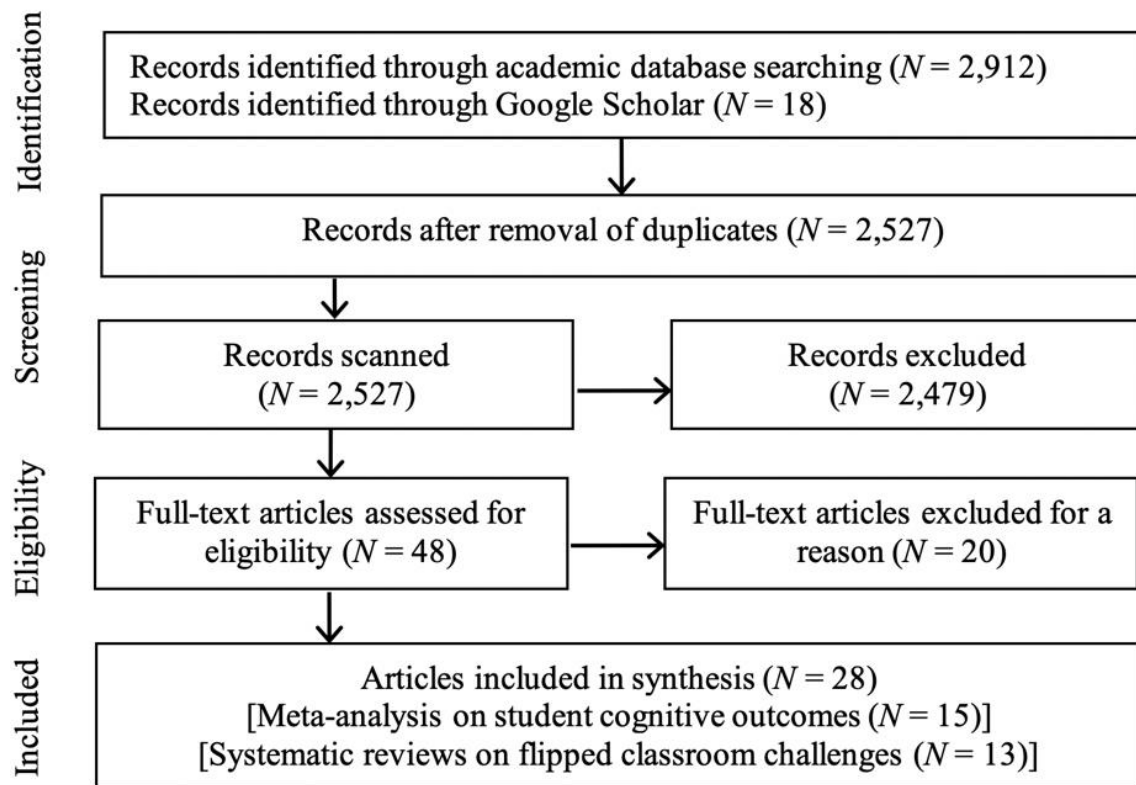 Identification
Records identified through academic database searching (N = 2,912)
Records identified through Google Scholar (N = 18)
Records after removal of duplicates (N = 2,527)
Screening
Records scanned
(N = 2,527)
Records excluded
(N = 2,479)
Eligibility
Full-text articles assessed for
eligibility (N = 48)
Full-text articles excluded for a
reason (N = 20)
Included
Articles included in synthesis (N = 28)
[Meta-analysis on student cognitive outcomes (N = 15)]
[Systematic reviews on flipped classroom challenges (N = 13)]